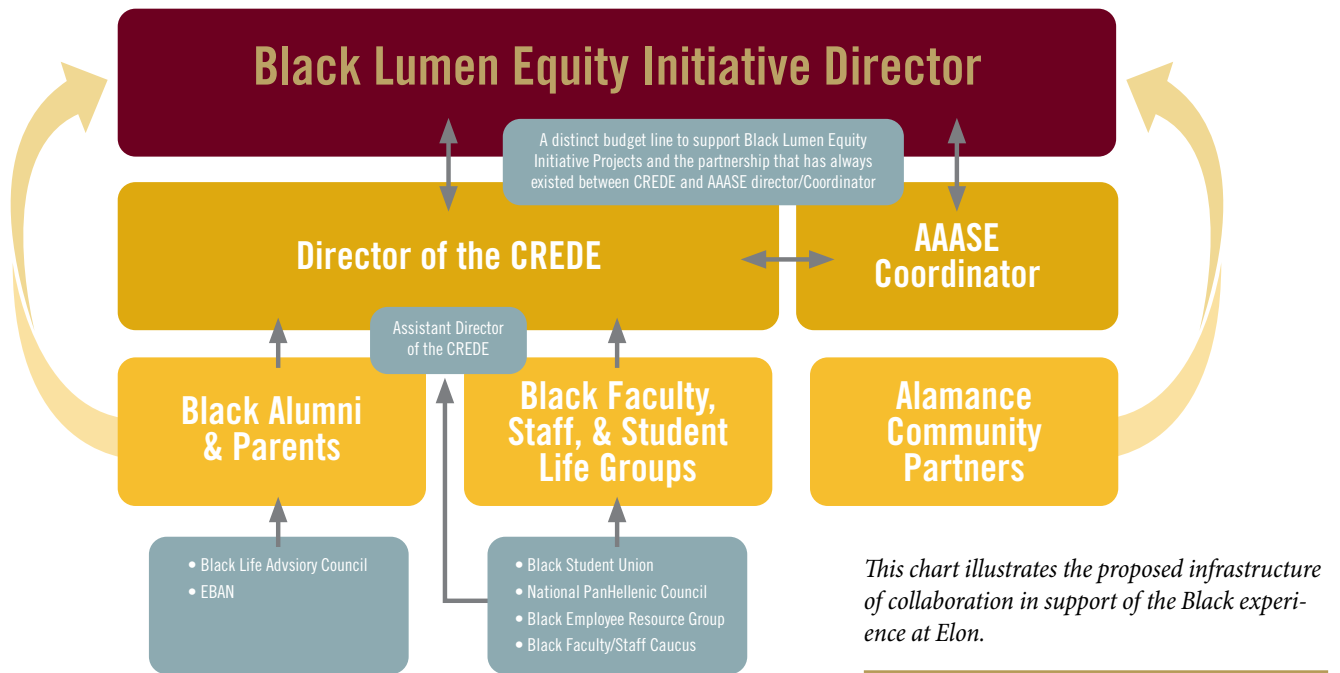 Black Lumen Equity Initiative Director
A distinct budget line to support Black Lumen Equity
Initiative Projects and the partnership that has always
existed between CREDE and AAASE director/Coordinator
Director of the CREDE
AAASE
Coordinator
Assistant Director
of the CREDE
Black Alumni
& Parents
Black Faculty,
Staff, & Student
Life Groups
Alamance
Community
Partners
• Black Life Advsiory Council
• EBAN
• Black Student Union
• National PanHellenic Council
• Black Employee Resource Group
• Black Faculty/Staff Caucus
This chart illustrates the proposed infrastructure
of collaboration in support of the Black experi-
ence at Elon.